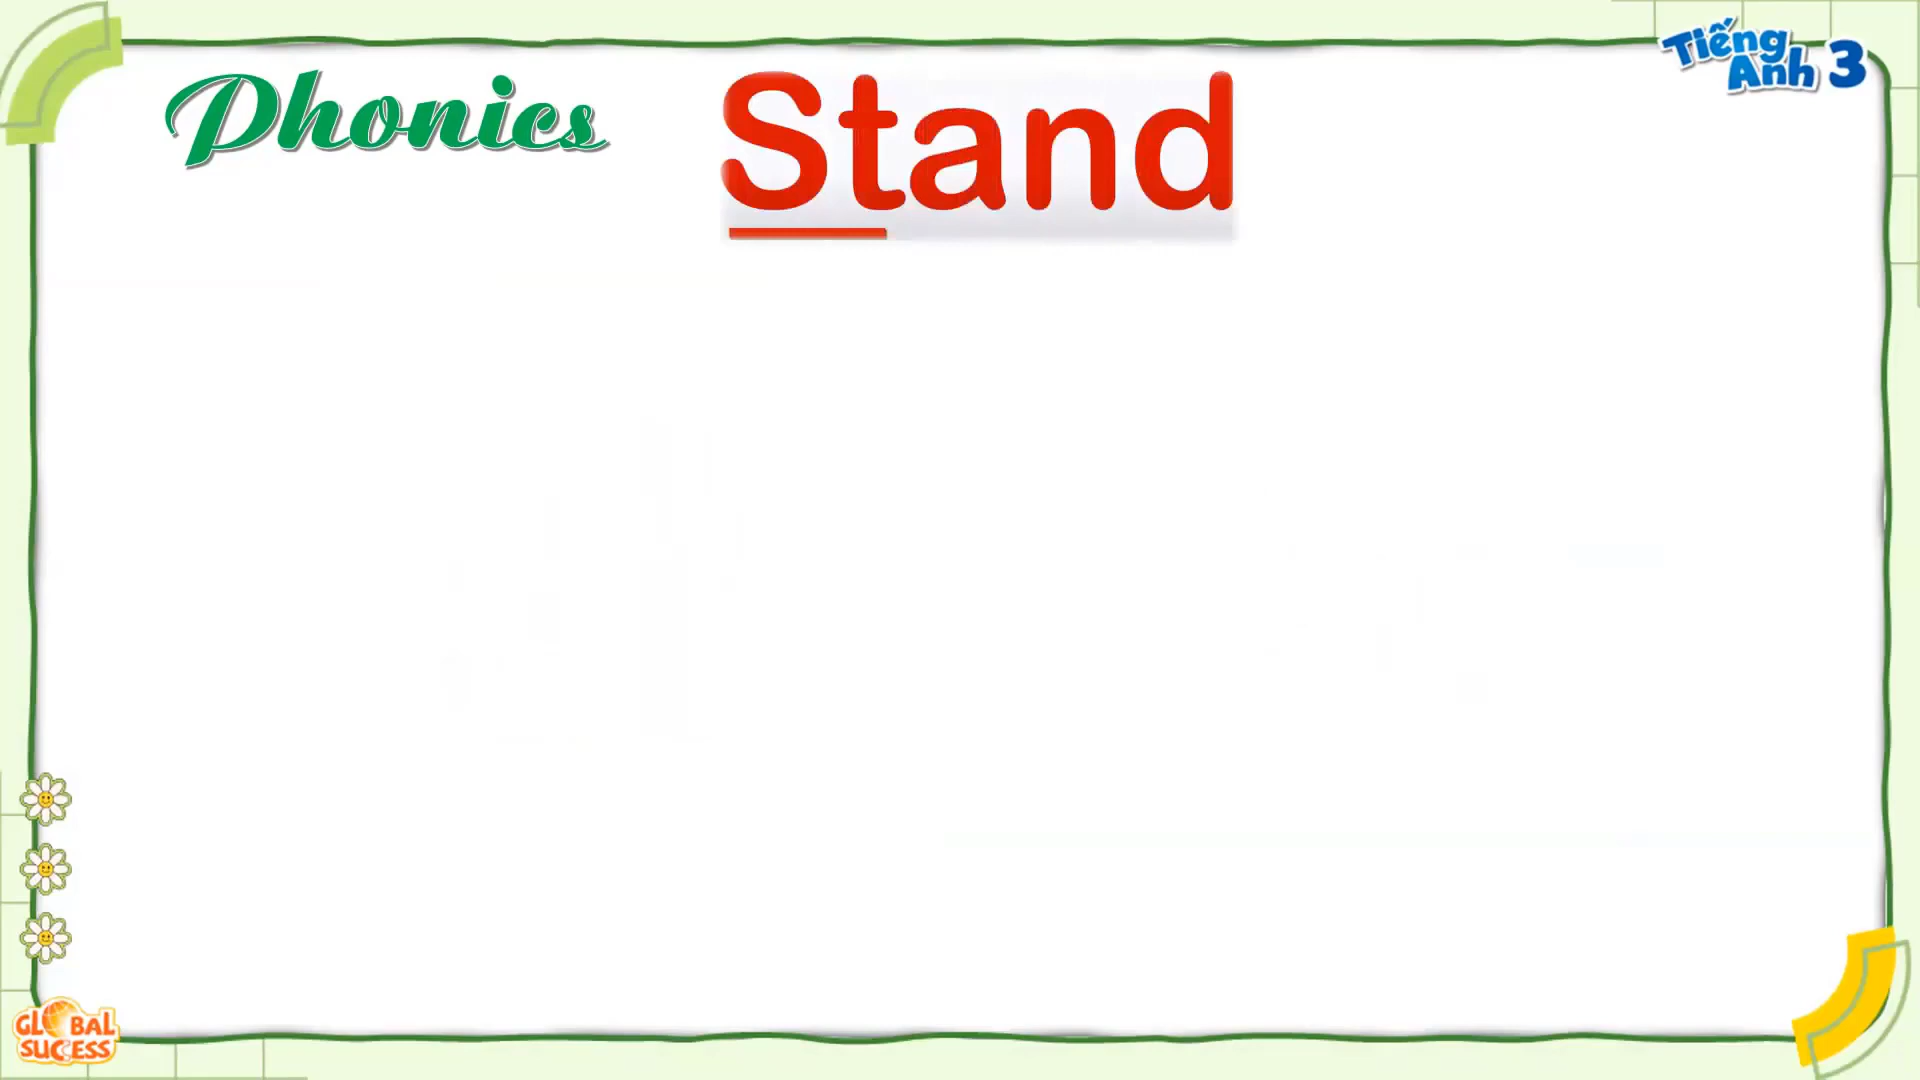 Phonics
Stand
Tiếng
Anh 3
GLOBAL
SUCCESS